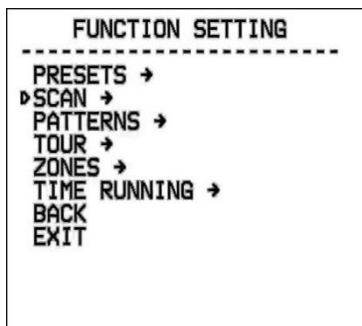 FUNCTION SETTING
PRESETS →
SCAN →
PATTERNS →
TOUR →
ZONES →
TIME RUNNING →
BACK
EXIT